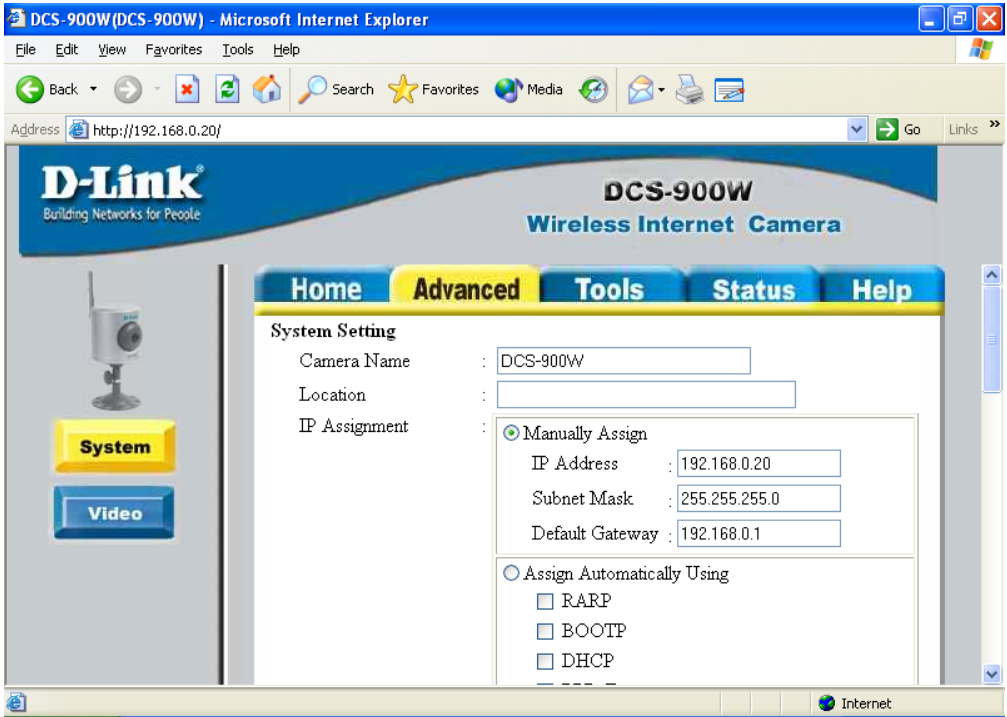 DCS-900W(DCS-900W) - Microsoft Internet Explorer
File Edit View Favorites Tools Help
Back Search Favorites Media
Address http://192.168.0.20/ Go Links »
D-Link®
Building Networks for People
DCS-900W
Wireless Internet Camera
Home Advanced Tools Status Help
System
Video
System Setting
Camera Name : DCS-900W
Location :
IP Assignment : Manually Assign
IP Address : 192.168.0.20
Subnet Mask : 255.255.255.0
Default Gateway : 192.168.0.1
Assign Automatically Using
RARP
BOOTP
DHCP
Internet